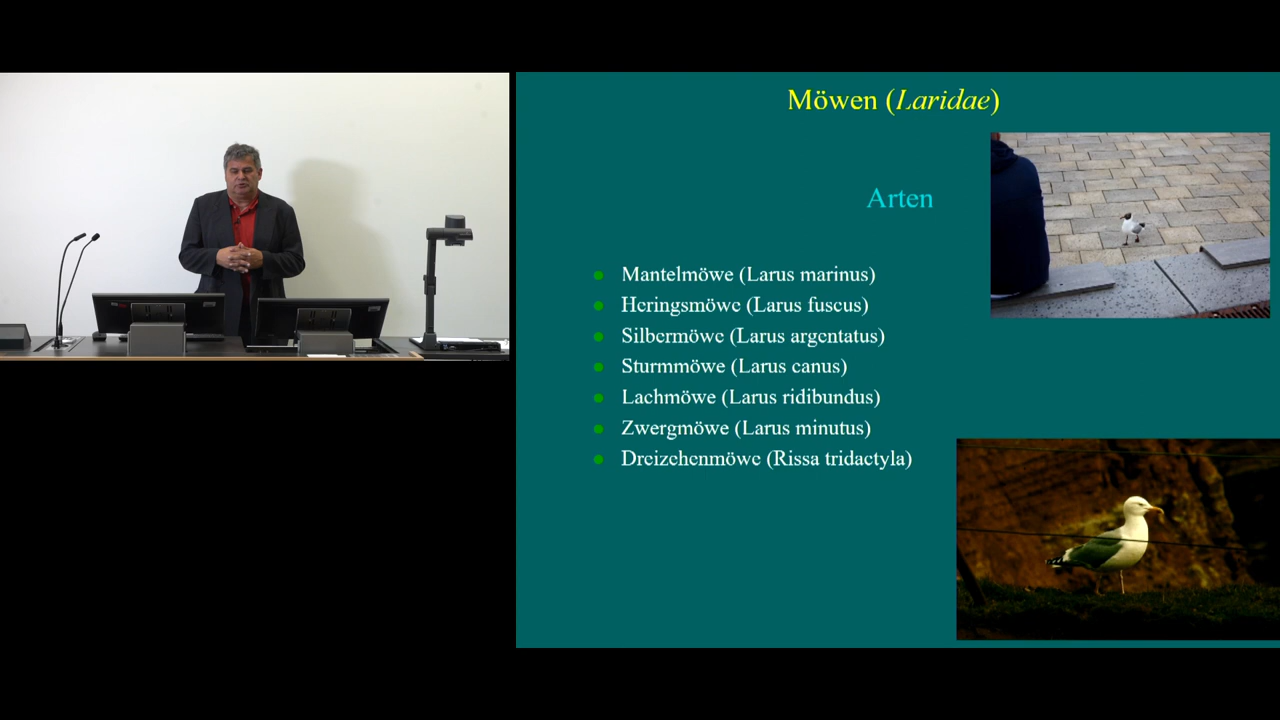 Möwen (Laridae)
Arten
Mantelmöwe (Larus marinus)
Heringsmöwe (Larus fuscus)
Silbermöwe (Larus argentatus)
Sturmmöwe (Larus canus)
Lachmöwe (Larus ridibundus)
Zwergmöwe (Larus minutus)
Dreizehenmöwe (Rissa tridactyla)